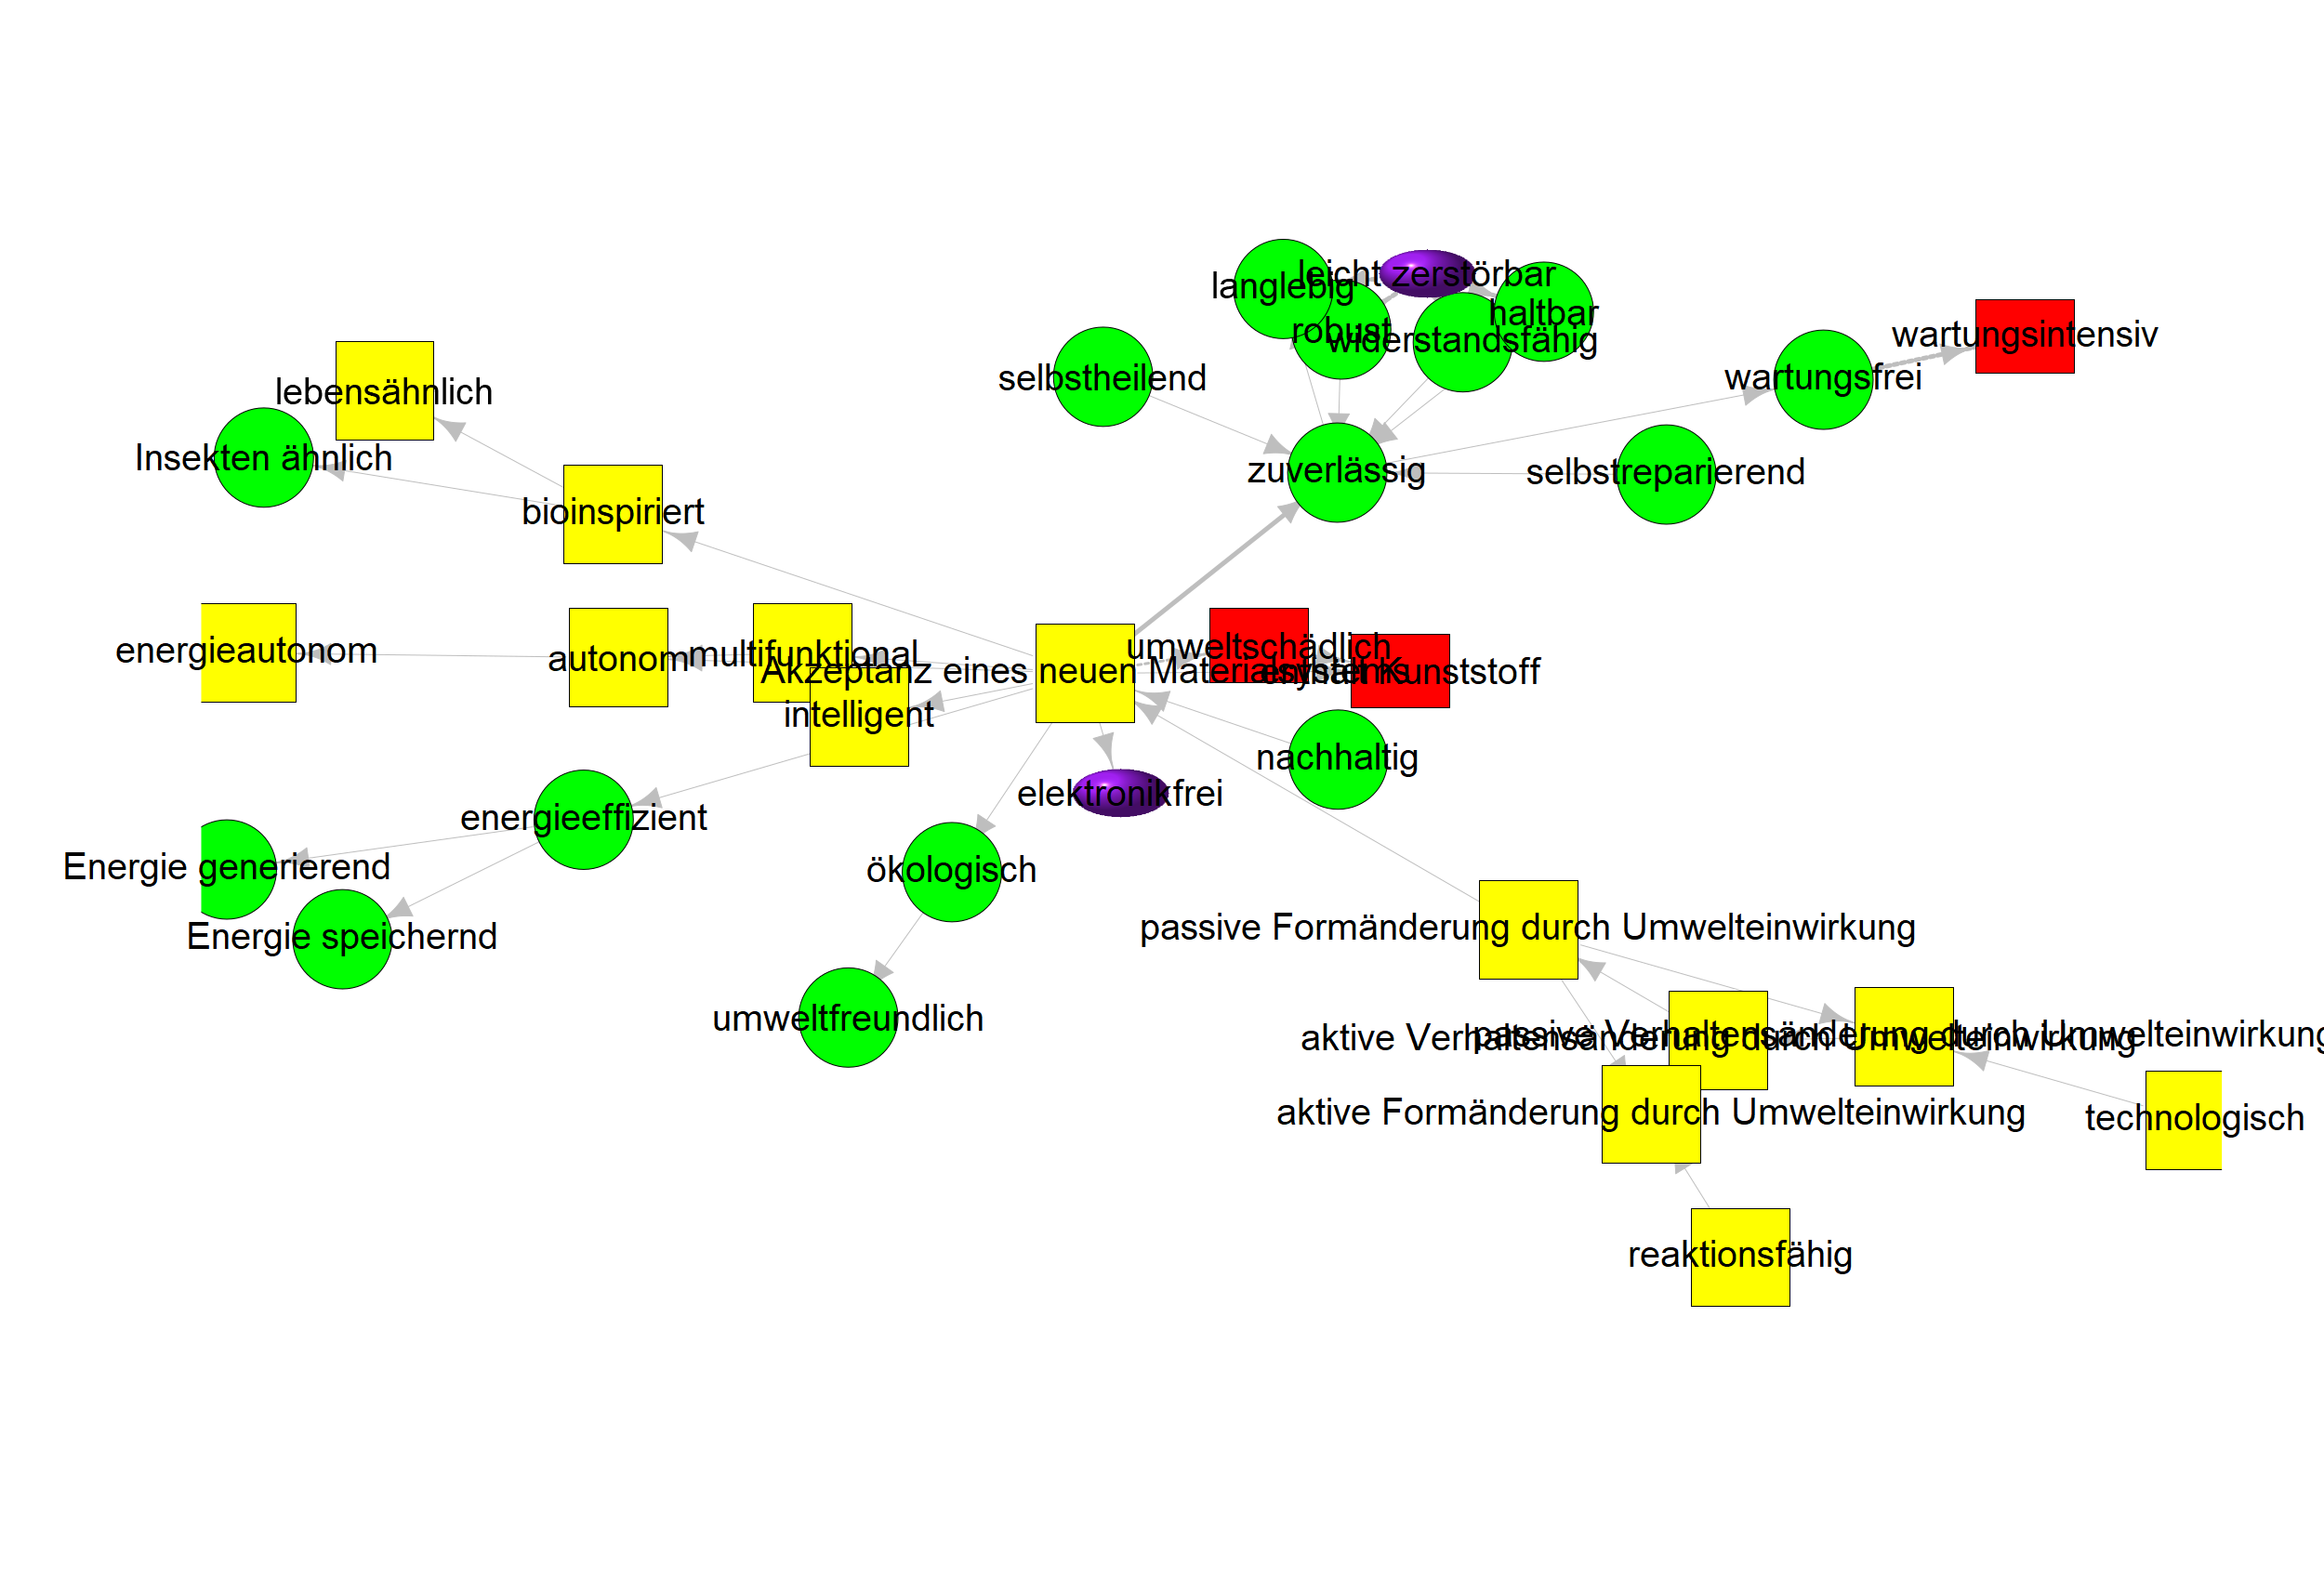 leicht zerstörbar
langlebig
haltbar
robust
widerstandsfähig
wartungsintensiv
selbstheilend
wartungsfrei
lebensähnlich
Insekten ähnlich
zuverlässig
selbstreparierend
bioinspiriert
energieautonom
autonom
multifunktional
umweltschädlich
Akzeptanz eines neuen Materialsystems
enthält Kunststoff
intelligent
nachhaltig
elektronikfrei
energieeffizient
Energie generierend
ökologisch
Energie speichernd
passive Formänderung durch Umwelteinwirkung
umweltfreundlich
aktive Verhaltensänderung durch Umwelteinwirkung
passive Verhaltensänderung durch Umwelteinwirkung
aktive Formänderung durch Umwelteinwirkung
technologisch
reaktionsfähig